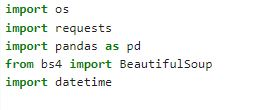 import os
import requests
import pandas as pd
from bs4 import BeautifulSoup
import datetime